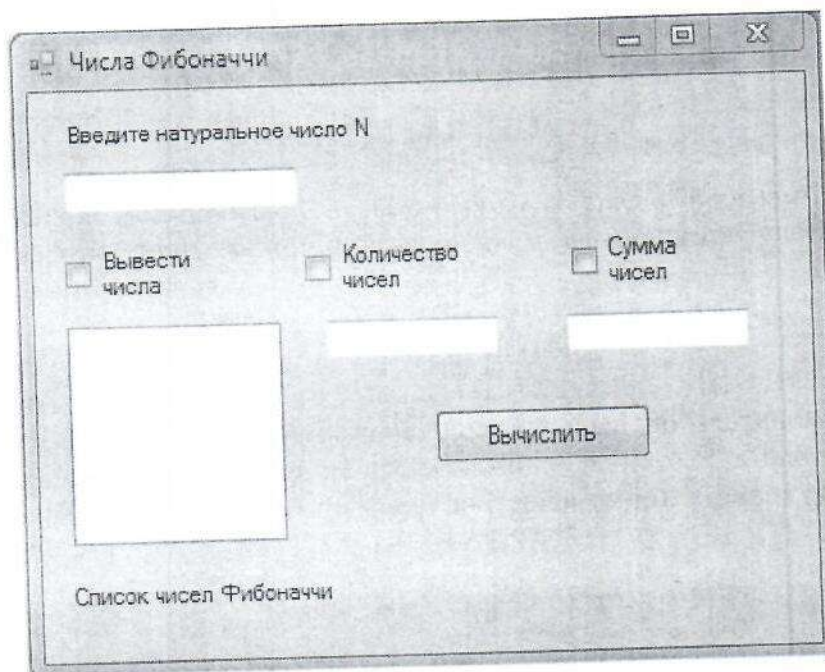 Числа Фибоначчи
Введите натуральное число N
Вывести
числа
Количество
чисел
Сумма
чисел
Вычислить
Список чисел Фибоначчи